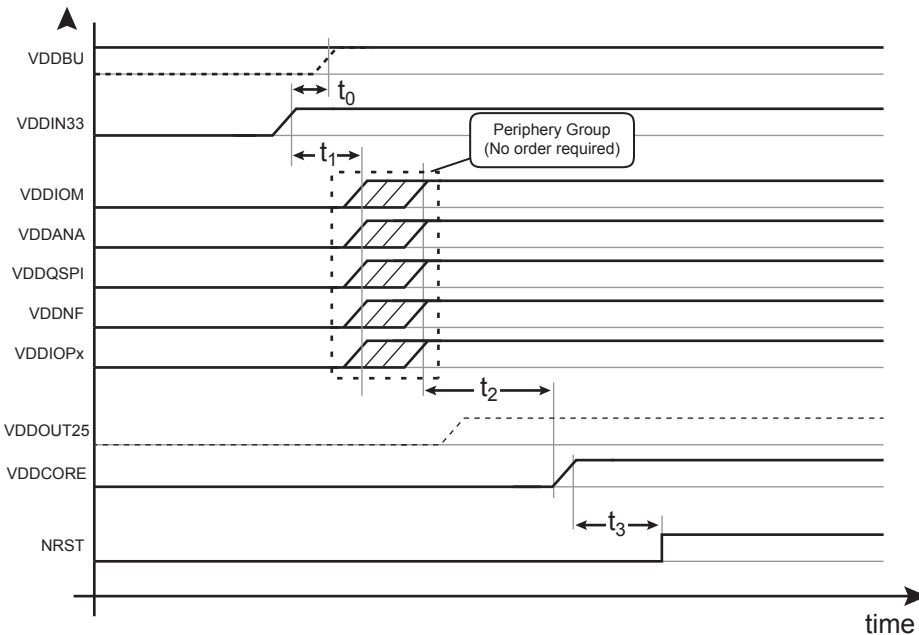 VDDBU
t0
VDDIN33
Periphery Group
(No order required)
t1
VDDIOM
VDDANA
VDDQSPI
VDDNF
VDDIOPx
t2
VDDOUT25
VDDCORE
t3
NRST
time